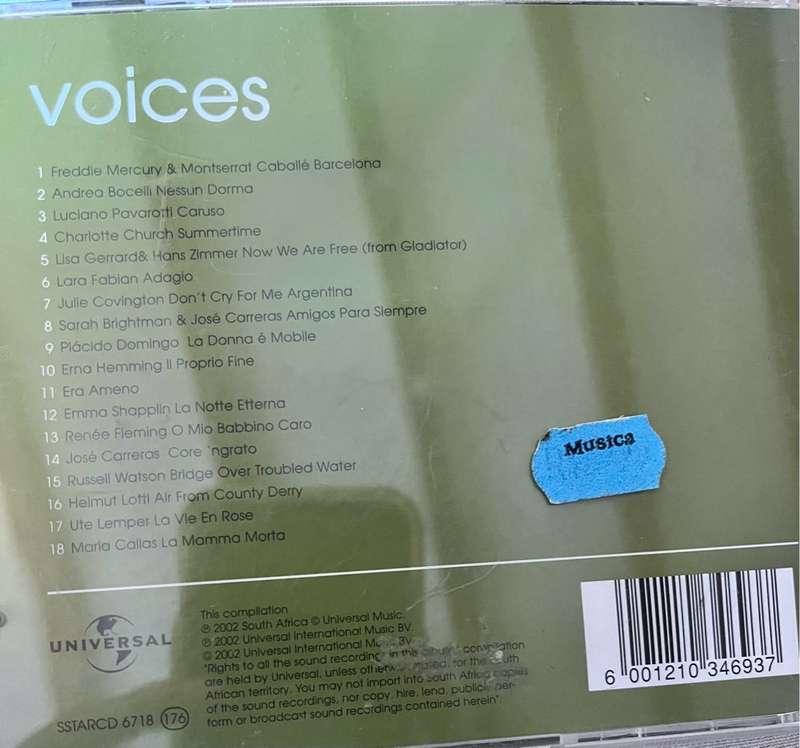 voices
1 Freddie Mercury & Montserrat Caballé Barcelona
2 Andrea Bocelli Nessun Dorma
3 Luciano Pavarotti Caruso
4 Charlotte Church Summertime
5 Lisa Gerrard& Hans Zimmer Now We Are Free (from Gladiator)
6 Lara Fabian Adagio
7 Julie Covington Don't Cry For Me Argentina
8 Sarah Brightman & José Carreras Amigos Para Siempre
9 Plácido Domingo La Donna é Mobile
10 Erna Hemming Il Proprio Fine
11 Era Ameno
12 Emma Shapplin La Notte Etterna
13 Renée Fleming O Mio Babbino Caro
14 José Carreras Core 'ngrato
15 Russell Watson Bridge Over Troubled Water
16 Helmut Lotti Air From County Derry
17 Ute Lemper La Vie En Rose
18 Maria Callas La Mamma Morta
Musica
UNIVERSAL
SSTARCD 6718 176
This compilation
℗ 2002 South Africa © Universal Music.
℗ 2002 Universal International Music BV.
© 2002 Universal International Music BV
"Rights to all the sound recordings in this album compilation
are held by Universal, unless otherwise stated, for the South
African territory. You may not import into South Africa copies
of the sound recordings, nor copy, hire, lend, publicly per-
form or broadcast sound recordings contained herein".
6 001210 346937